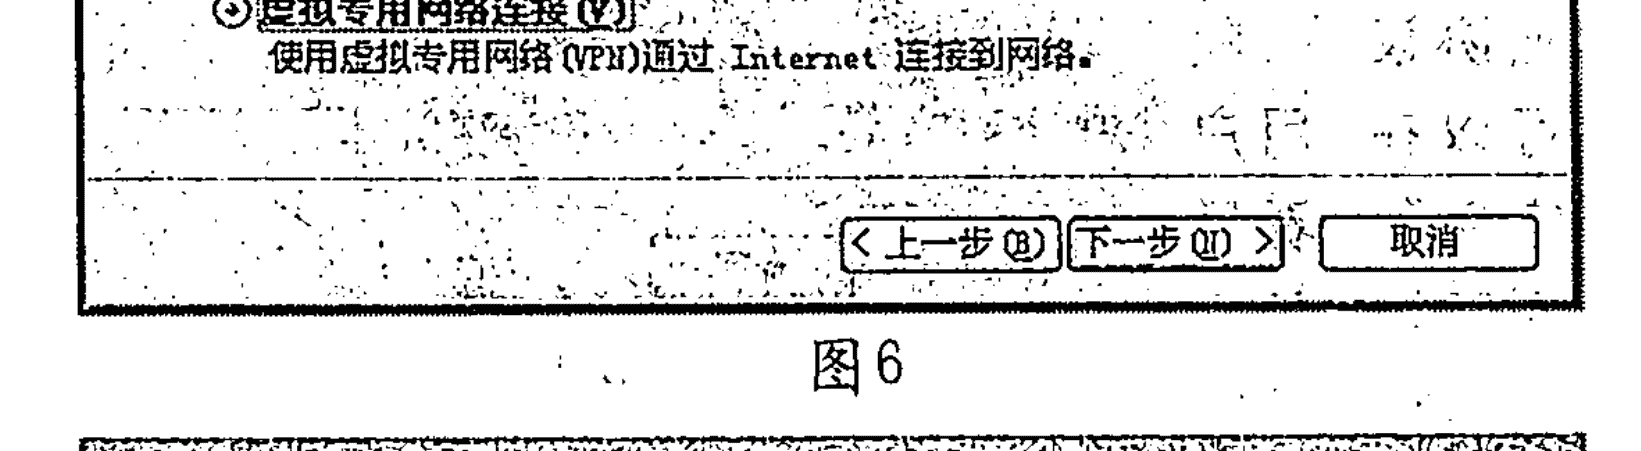 虚拟专用网络连接(V)
使用虚拟专用网络(VPN)通过 Internet 连接到网络。
< 上一步(B) 下一步(N) > 取消
图6